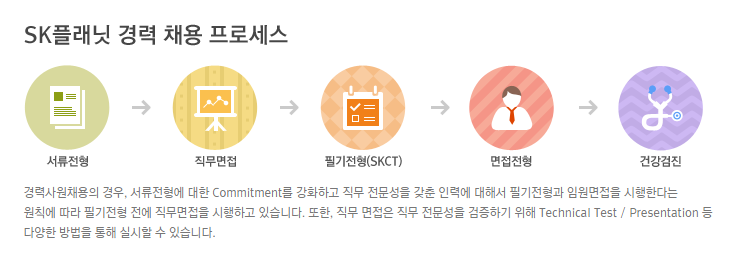 SK플래닛 경력 채용 프로세스
서류전형
직무면접
필기전형(SKCT)
면접전형
건강검진
경력사원채용의 경우, 서류전형에 대한 Commitment를 강화하고 직무 전문성을 갖춘 인력에 대해서 필기전형과 임원면접을 시행한다는
원칙에 따라 필기전형 전에 직무면접을 시행하고 있습니다. 또한, 직무 면접은 직무 전문성을 검증하기 위해 Technical Test / Presentation 등
다양한 방법을 통해 실시할 수 있습니다.